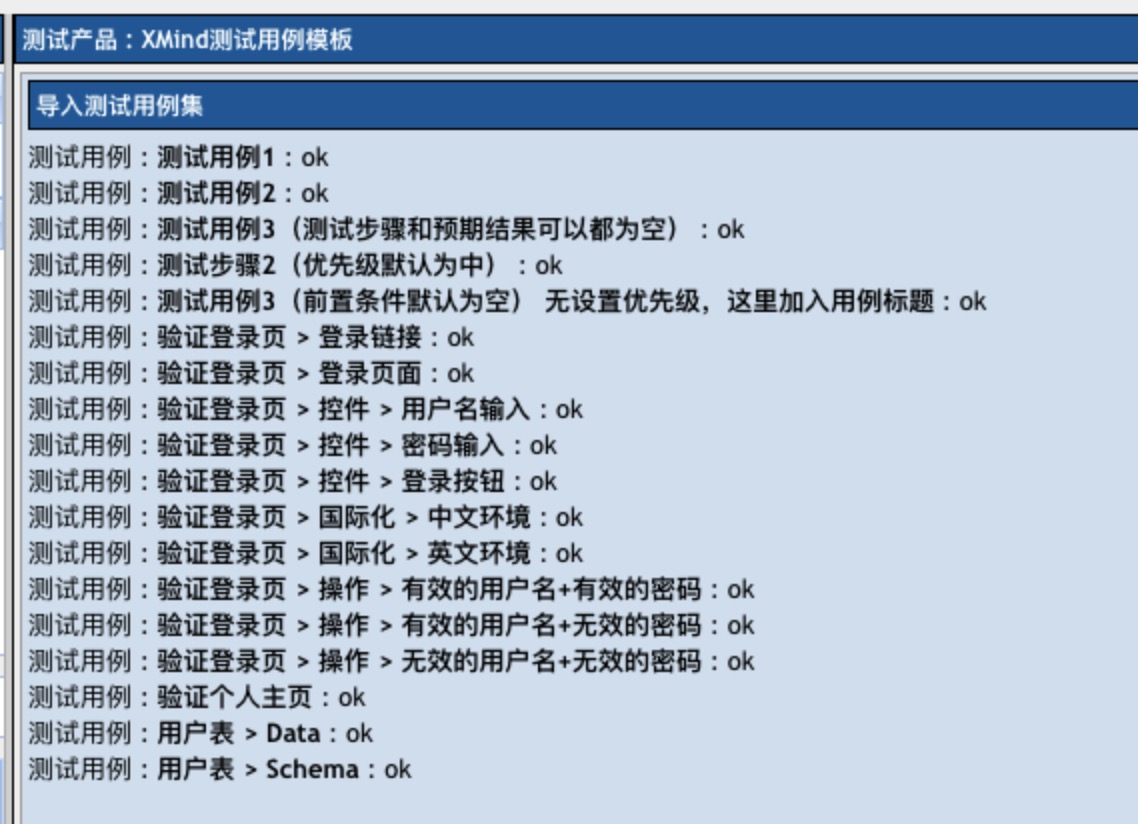 测试产品：XMind测试用例模板
导入测试用例集
测试用例：测试用例1：ok
测试用例：测试用例2：ok
测试用例：测试用例3（测试步骤和预期结果可以都为空）：ok
测试用例：测试步骤2（优先级默认为中）：ok
测试用例：测试用例3（前置条件默认为空） 无设置优先级，这里加入用例标题：ok
测试用例：验证登录页 > 登录链接：ok
测试用例：验证登录页 > 登录页面：ok
测试用例：验证登录页 > 控件 > 用户名输入：ok
测试用例：验证登录页 > 控件 > 密码输入：ok
测试用例：验证登录页 > 控件 > 登录按钮：ok
测试用例：验证登录页 > 国际化 > 中文环境：ok
测试用例：验证登录页 > 国际化 > 英文环境：ok
测试用例：验证登录页 > 操作 > 有效的用户名+有效的密码：ok
测试用例：验证登录页 > 操作 > 有效的用户名+无效的密码：ok
测试用例：验证登录页 > 操作 > 无效的用户名+无效的密码：ok
测试用例：验证个人主页：ok
测试用例：用户表 > Data：ok
测试用例：用户表 > Schema：ok